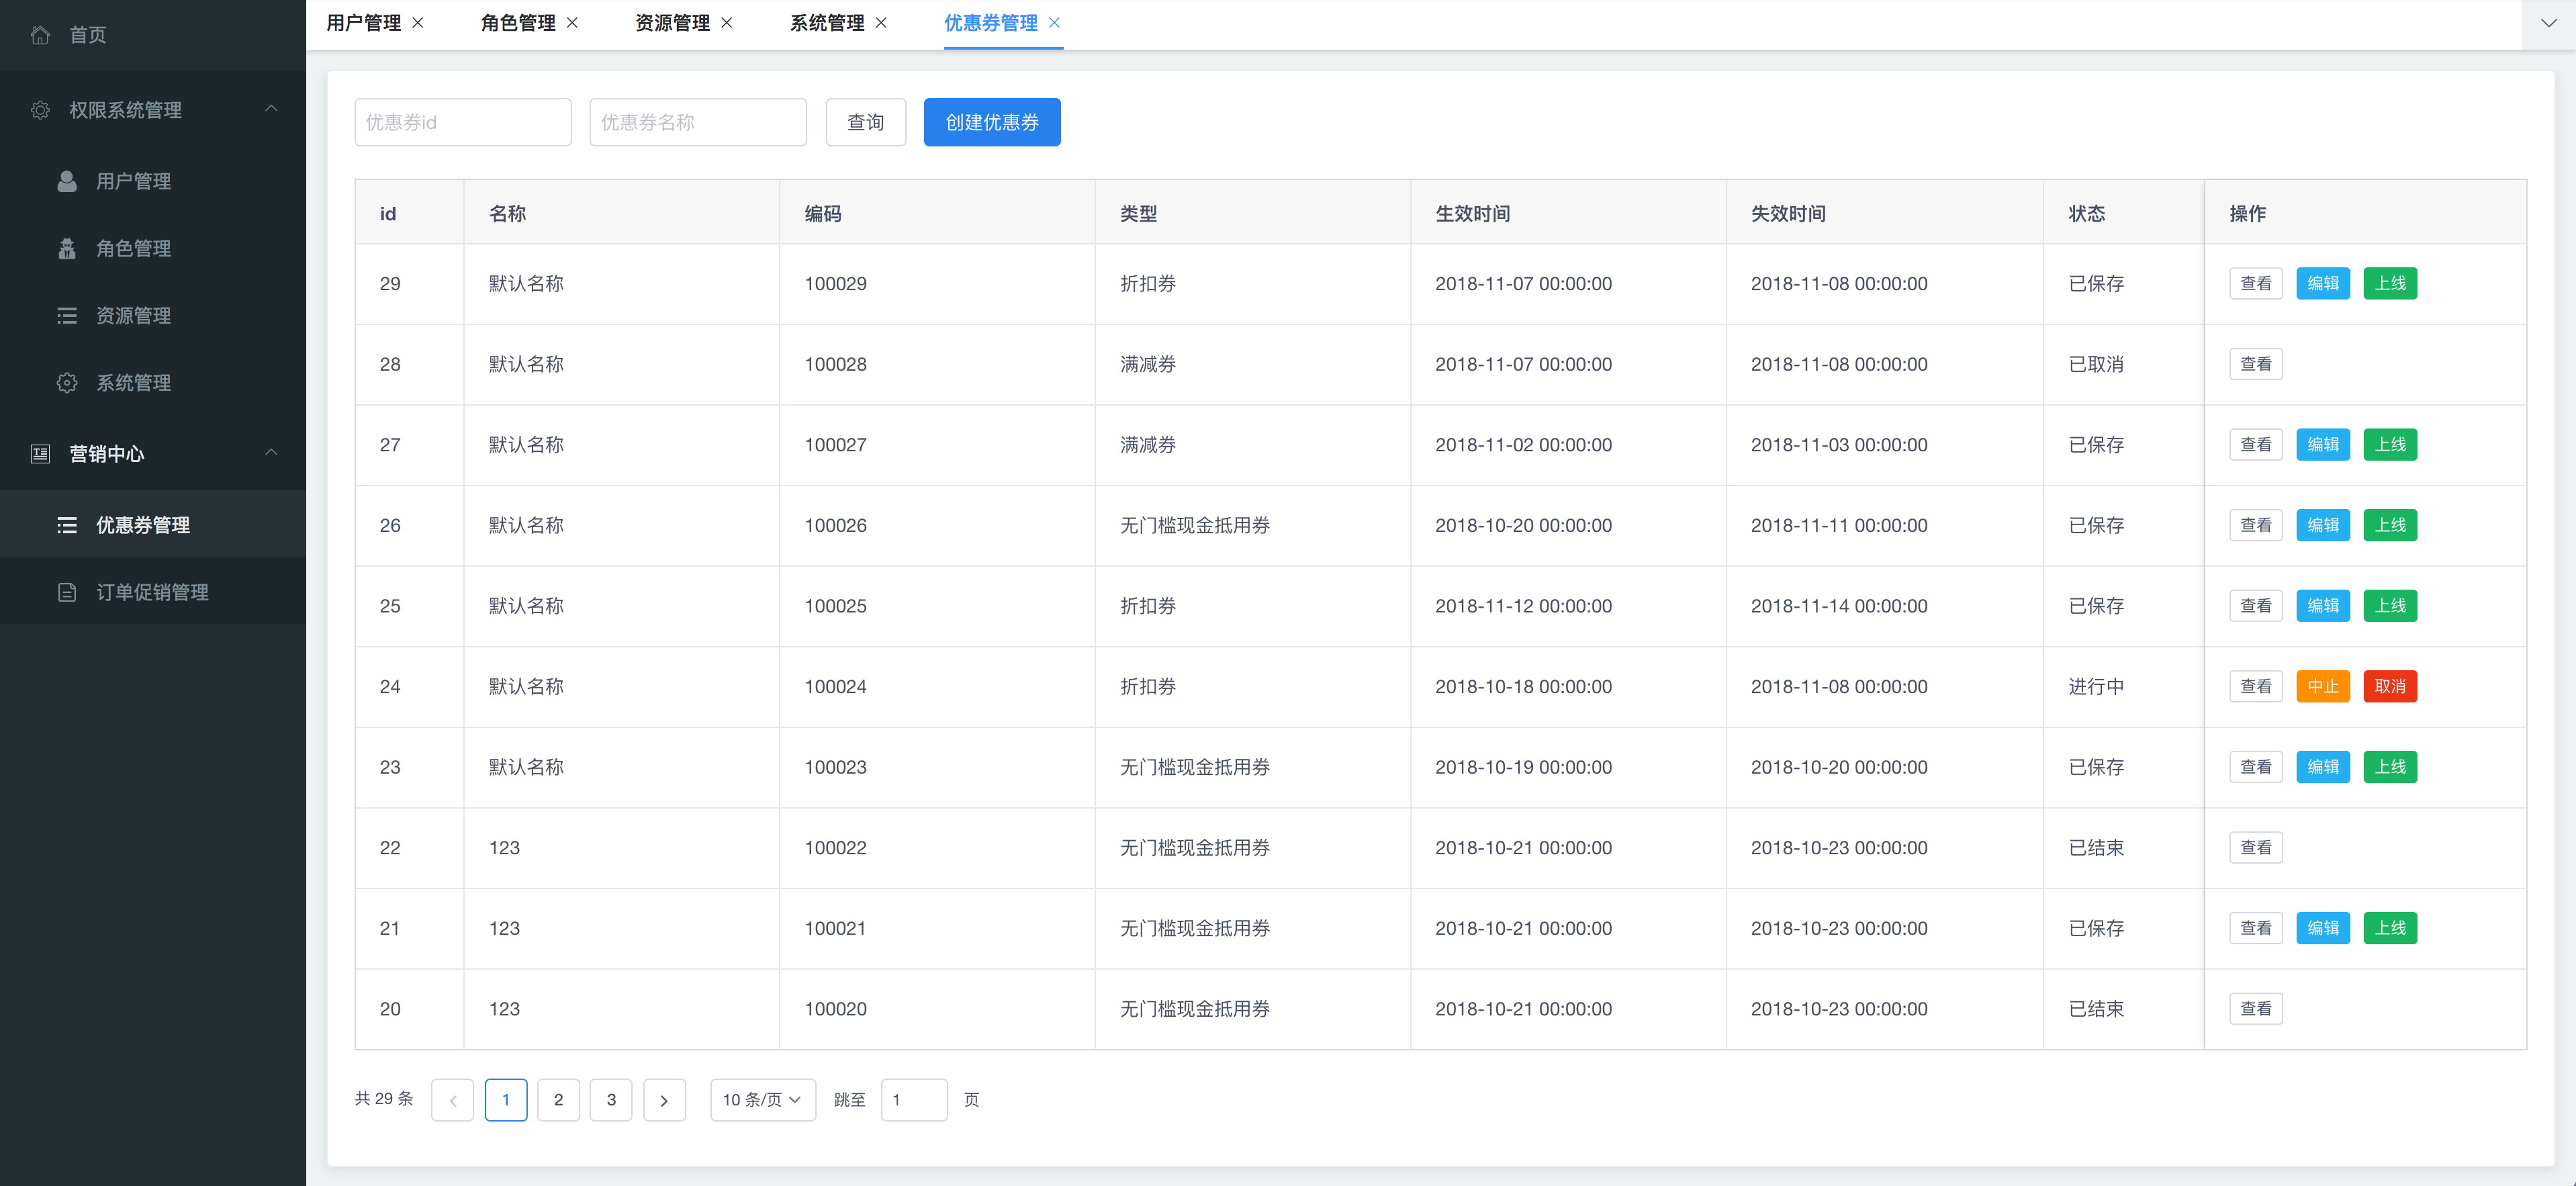 首页
权限系统管理
用户管理
角色管理
资源管理
系统管理
营销中心
优惠券管理
订单促销管理
用户管理 角色管理 资源管理 系统管理 优惠券管理
优惠券id 优惠券名称 查询 创建优惠券
id 名称 编码 类型 生效时间 失效时间 状态 操作
29 默认名称 100029 折扣券 2018-11-07 00:00:00 2018-11-08 00:00:00 已保存 查看 编辑 上线
28 默认名称 100028 满减券 2018-11-07 00:00:00 2018-11-08 00:00:00 已取消 查看
27 默认名称 100027 满减券 2018-11-02 00:00:00 2018-11-03 00:00:00 已保存 查看 编辑 上线
26 默认名称 100026 无门槛现金抵用券 2018-10-20 00:00:00 2018-11-11 00:00:00 已保存 查看 编辑 上线
25 默认名称 100025 折扣券 2018-11-12 00:00:00 2018-11-14 00:00:00 已保存 查看 编辑 上线
24 默认名称 100024 折扣券 2018-10-18 00:00:00 2018-11-08 00:00:00 进行中 查看 中止 取消
23 默认名称 100023 无门槛现金抵用券 2018-10-19 00:00:00 2018-10-20 00:00:00 已保存 查看 编辑 上线
22 123 100022 无门槛现金抵用券 2018-10-21 00:00:00 2018-10-23 00:00:00 已结束 查看
21 123 100021 无门槛现金抵用券 2018-10-21 00:00:00 2018-10-23 00:00:00 已保存 查看 编辑 上线
20 123 100020 无门槛现金抵用券 2018-10-21 00:00:00 2018-10-23 00:00:00 已结束 查看
共 29 条 1 2 3 10 条/页 跳至 1 页